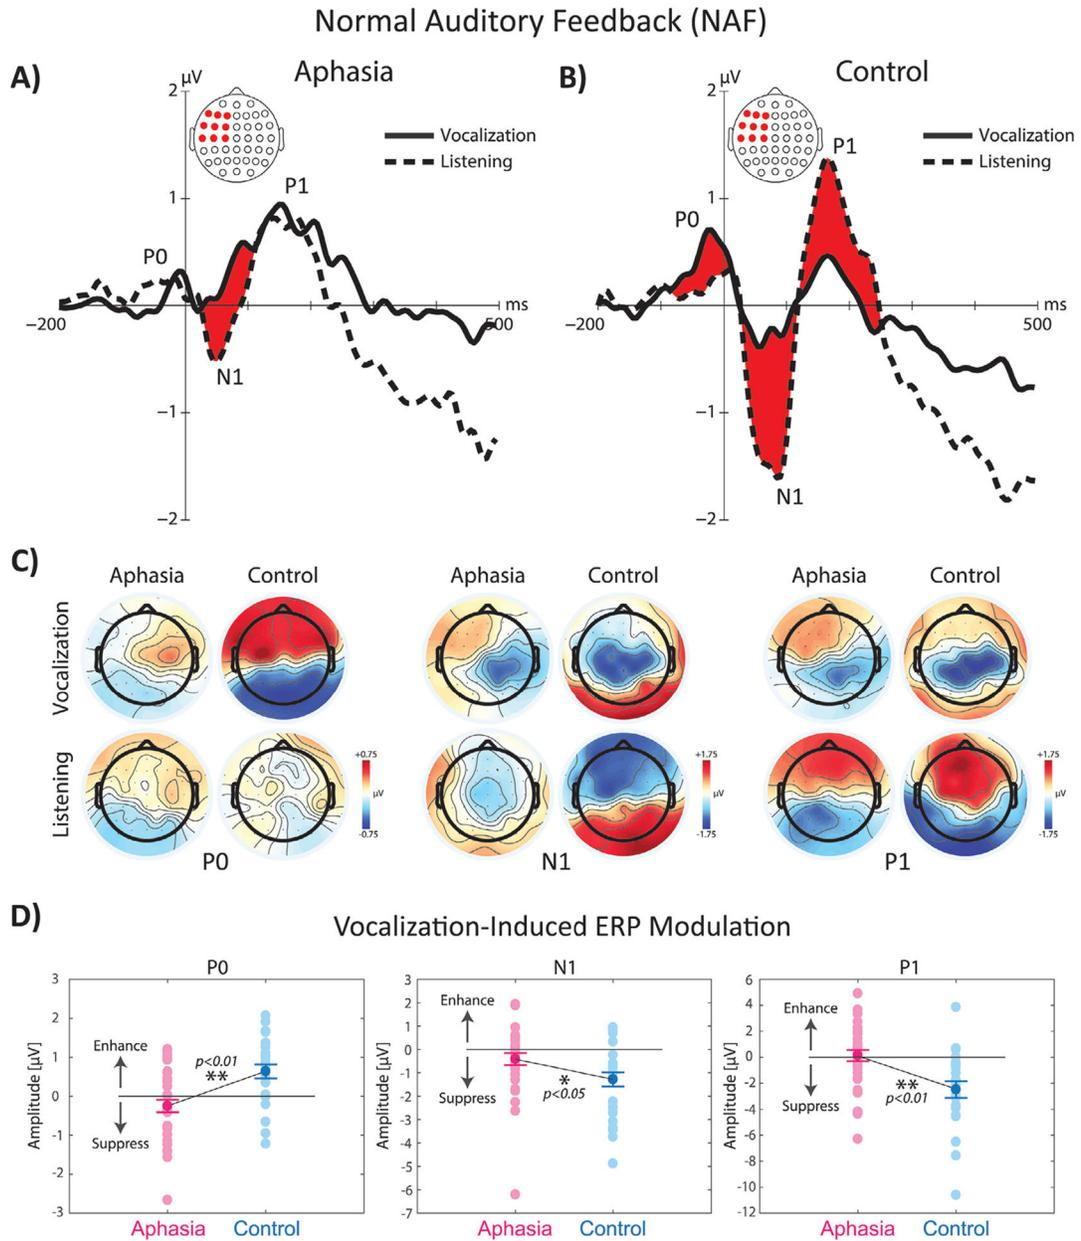 Normal Auditory Feedback (NAF)
A)
Aphasia
μV
2
1
−1
−2
−200
500
ms
P0
N1
P1
Vocalization
Listening
B)
Control
μV
2
1
−1
−2
−200
500
ms
P0
N1
P1
Vocalization
Listening
C)
Aphasia Control Aphasia Control Aphasia Control
Vocalization
Listening
+0.75
μV
-0.75
+1.75
μV
-1.75
+1.75
μV
-1.75
P0 N1 P1
D)
Vocalization-Induced ERP Modulation
P0
Amplitude [μV]
3
2
1
0
-1
-2
-3
Enhance
Suppress
p<0.01
**
Aphasia Control
N1
Amplitude [μV]
3
2
1
0
-1
-2
-3
-4
-5
-6
-7
Enhance
Suppress
*
p<0.05
Aphasia Control
P1
Amplitude [μV]
6
4
2
0
-2
-4
-6
-8
-10
-12
Enhance
Suppress
**
p<0.01
Aphasia Control